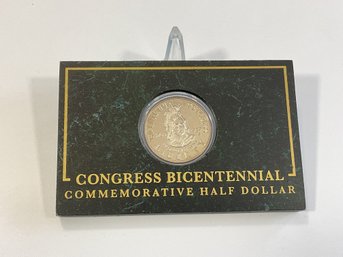 CONGRESS BICENTENNIAL
COMMEMORATIVE HALF DOLLAR